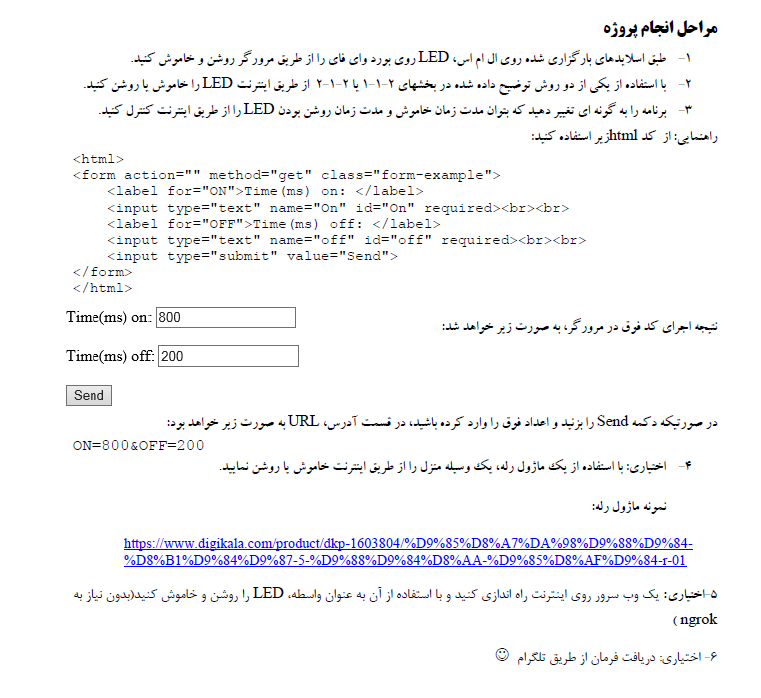 مراحل انجام پروژه
۱- طبق اسلایدهای بارگزاری شده روی ال ام اس، LED روی بورد وای فای را از طریق مرورگر روشن و خاموش کنید.
۲- با استفاده از یکی از دو روش توضیح داده شده در بخشهای ۲-۱-۱ یا ۲-۱-۲ از طریق اینترنت LED را خاموش یا روشن کنید.
۳- برنامه را به گونه ای تغییر دهید که بتوان مدت زمان خاموش و مدت زمان روشن بودن LED را از طریق اینترنت کنترل کنید.
راهنمایی: از کد html زیر استفاده کنید:
<html>
<form action="" method="get" class="form-example">
<label for="ON">Time(ms) on: </label>
<input type="text" name="On" id="On" required><br><br>
<label for="OFF">Time(ms) off: </label>
<input type="text" name="off" id="off" required><br><br>
<input type="submit" value="Send">
</form>
</html>
نتیجه اجرای کد فوق در مرورگر، به صورت زیر خواهد شد:
Time(ms) on: 800
Time(ms) off: 200
Send
در صورتیکه دکمه Send را بزنید و اعداد فوق را وارد کرده باشید، در قسمت آدرس، URL به صورت زیر خواهد بود:
ON=800&OFF=200
۴- اختیاری: با استفاده از یک ماژول رله، یک وسیله منزل را از طریق اینترنت خاموش یا روشن نمایید.
نمونه ماژول رله:
https://www.digikala.com/product/dkp-1603804/%D9%85%D8%A7%DA%98%D9%88%D9%84-
%D8%B1%D9%84%D9%87-5-%D9%88%D9%84%D8%AA-%D9%85%D8%AF%D9%84-r-01
۵-اختیاری: یک وب سرور روی اینترنت راه اندازی کنید و با استفاده از آن به عنوان واسطه، LED را روشن و خاموش کنید(بدون نیاز به
ngrok )
۶- اختیاری: دریافت فرمان از طریق تلگرام ☺